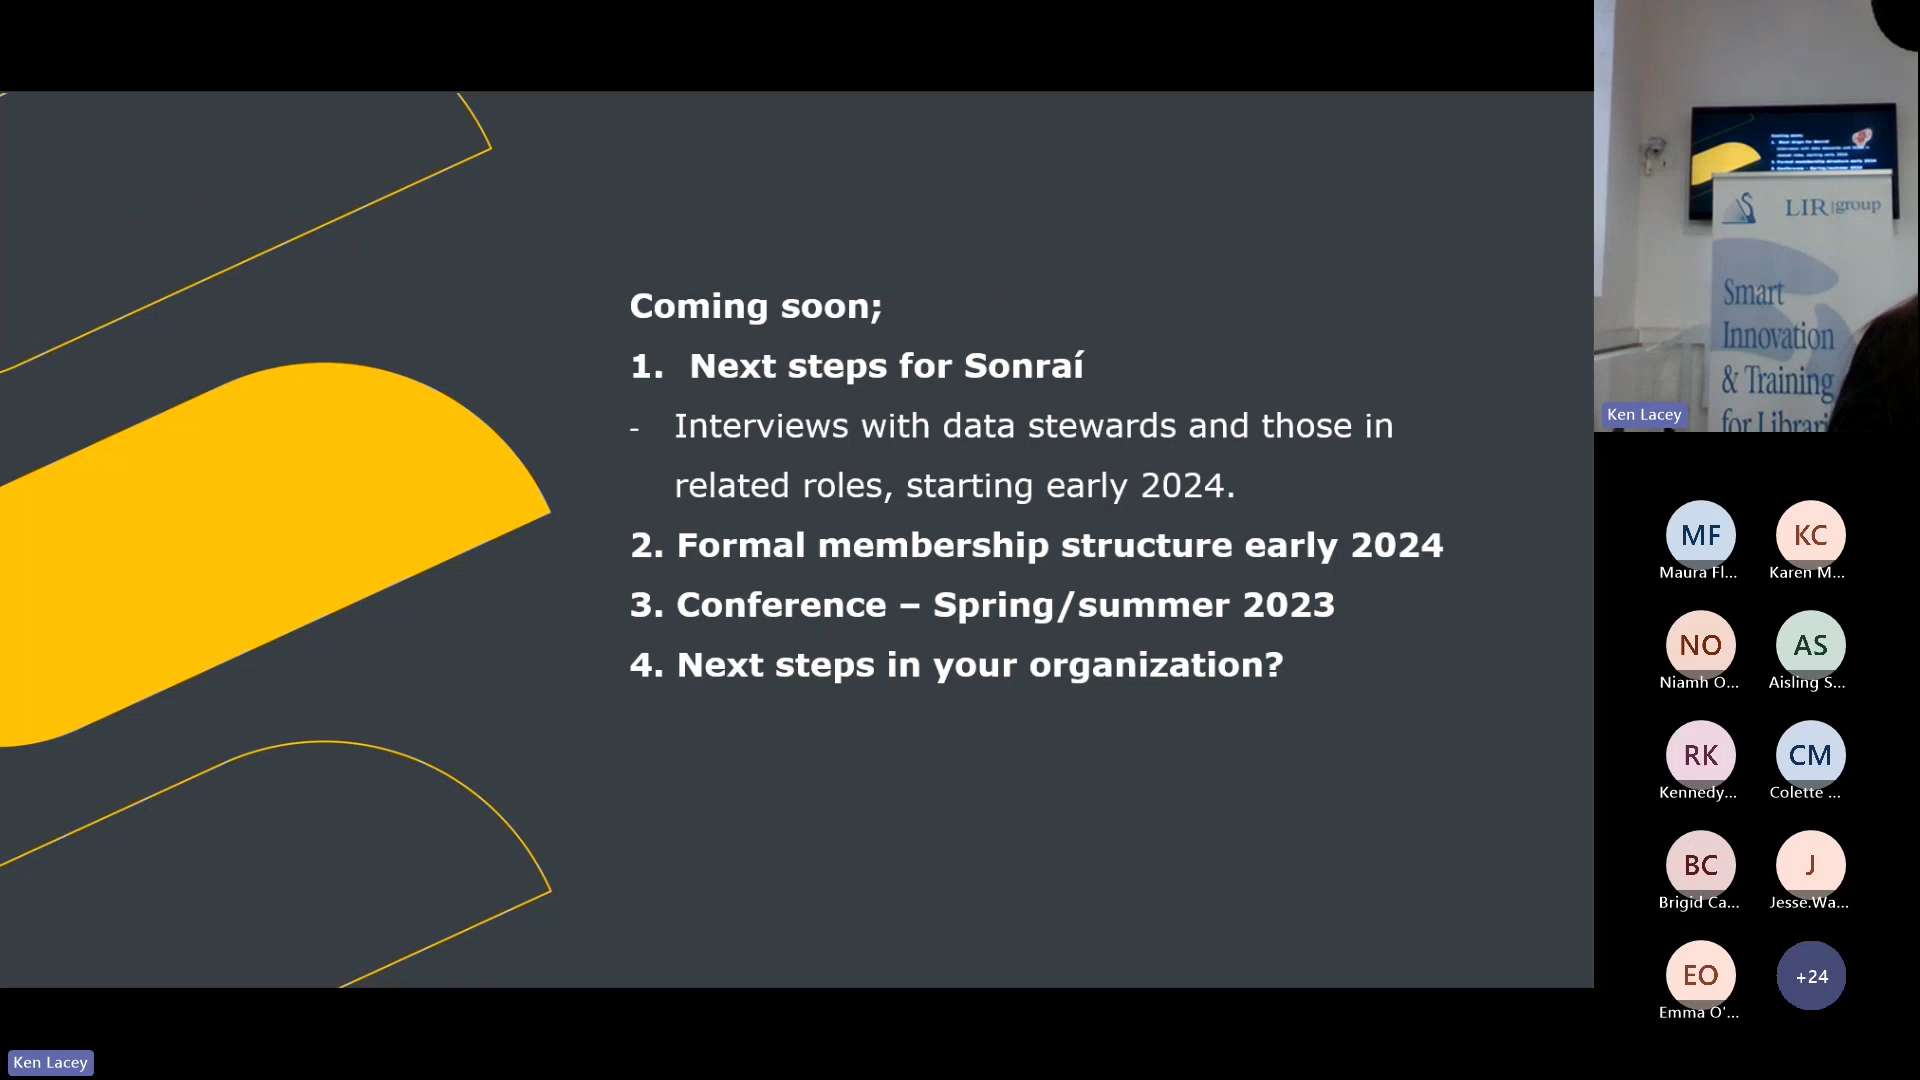 Coming soon;
1. Next steps for Sonraí
- Interviews with data stewards and those in
related roles, starting early 2024.
2. Formal membership structure early 2024
3. Conference – Spring/summer 2023
4. Next steps in your organization?
Ken Lacey
LIR group
Smart
Innovation
& Training
for Librari
Ken Lacey
MF
Maura Fl...
KC
Karen M...
NO
Niamh O...
AS
Aisling S...
RK
Kennedy...
CM
Colette ...
BC
Brigid Ca...
J
Jesse.Wa...
EO
Emma O'...
+24